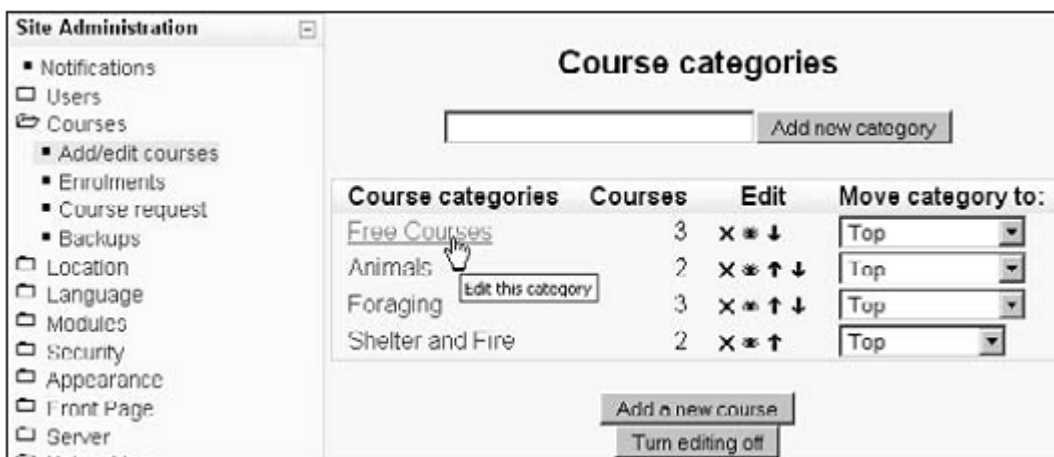 Site Administration
Notifications
Users
Courses
Add/edit courses
Enrolments
Course request
Backups
Location
Language
Modules
Security
Appearance
Front Page
Server
Course categories
Add new category
Course categories Courses Edit Move category to:
Free Courses 3 Top
Animals 2 Top
Edit this category
Foraging 3 Top
Shelter and Fire 2 Top
Add a new course
Turn editing off